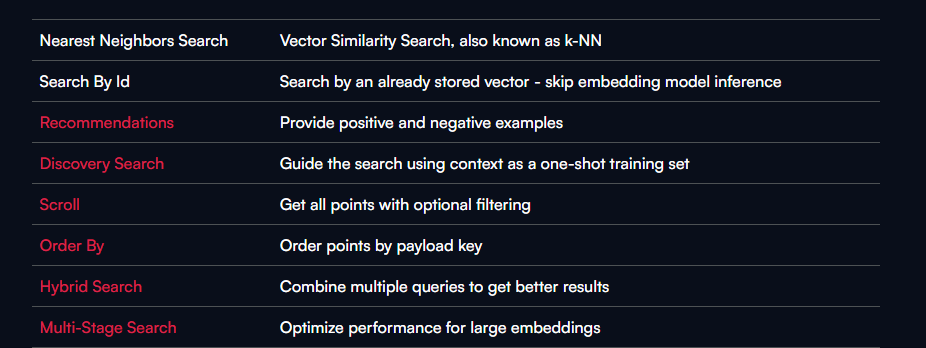 Nearest Neighbors Search Vector Similarity Search, also known as k-NN
Search By Id Search by an already stored vector - skip embedding model inference
Recommendations Provide positive and negative examples
Discovery Search Guide the search using context as a one-shot training set
Scroll Get all points with optional filtering
Order By Order points by payload key
Hybrid Search Combine multiple queries to get better results
Multi-Stage Search Optimize performance for large embeddings